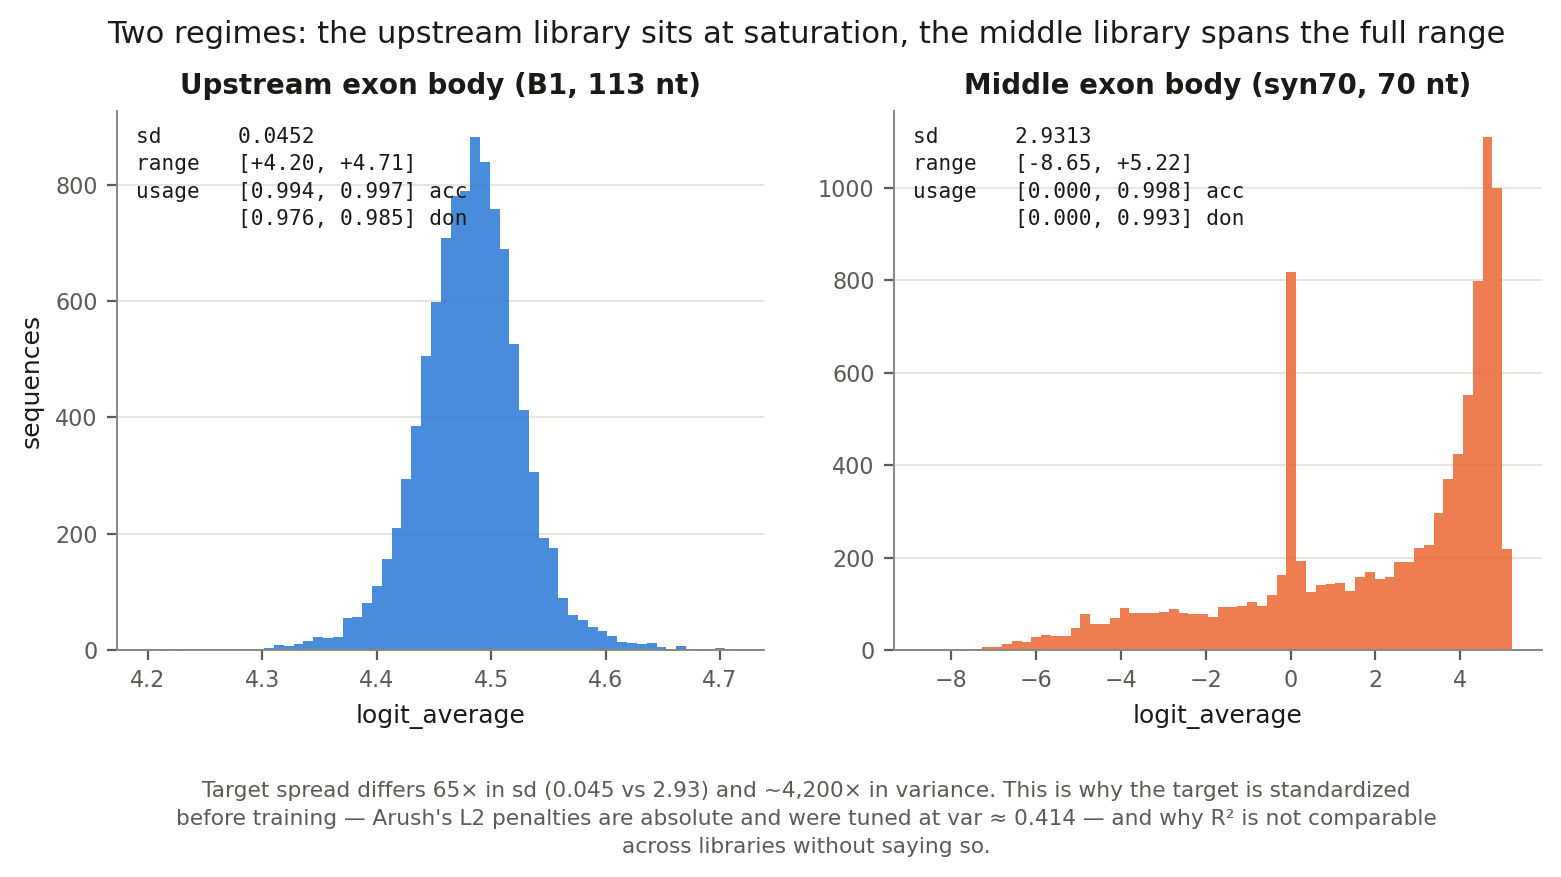 Two regimes: the upstream library sits at saturation, the middle library spans the full range
Upstream exon body (B1, 113 nt)
sd 0.0452
range [+4.20, +4.71]
usage [0.994, 0.997] acc
[0.976, 0.985] don
sequences
800
600
400
200
0
4.2 4.3 4.4 4.5 4.6 4.7
logit_average
Middle exon body (syn70, 70 nt)
sd 2.9313
range [-8.65, +5.22]
usage [0.000, 0.998] acc
[0.000, 0.993] don
1000
800
600
400
200
0
−8 −6 −4 −2 0 2 4
logit_average
Target spread differs 65× in sd (0.045 vs 2.93) and ~4,200× in variance. This is why the target is standardized
before training — Arush's L2 penalties are absolute and were tuned at var ≈ 0.414 — and why R² is not comparable
across libraries without saying so.